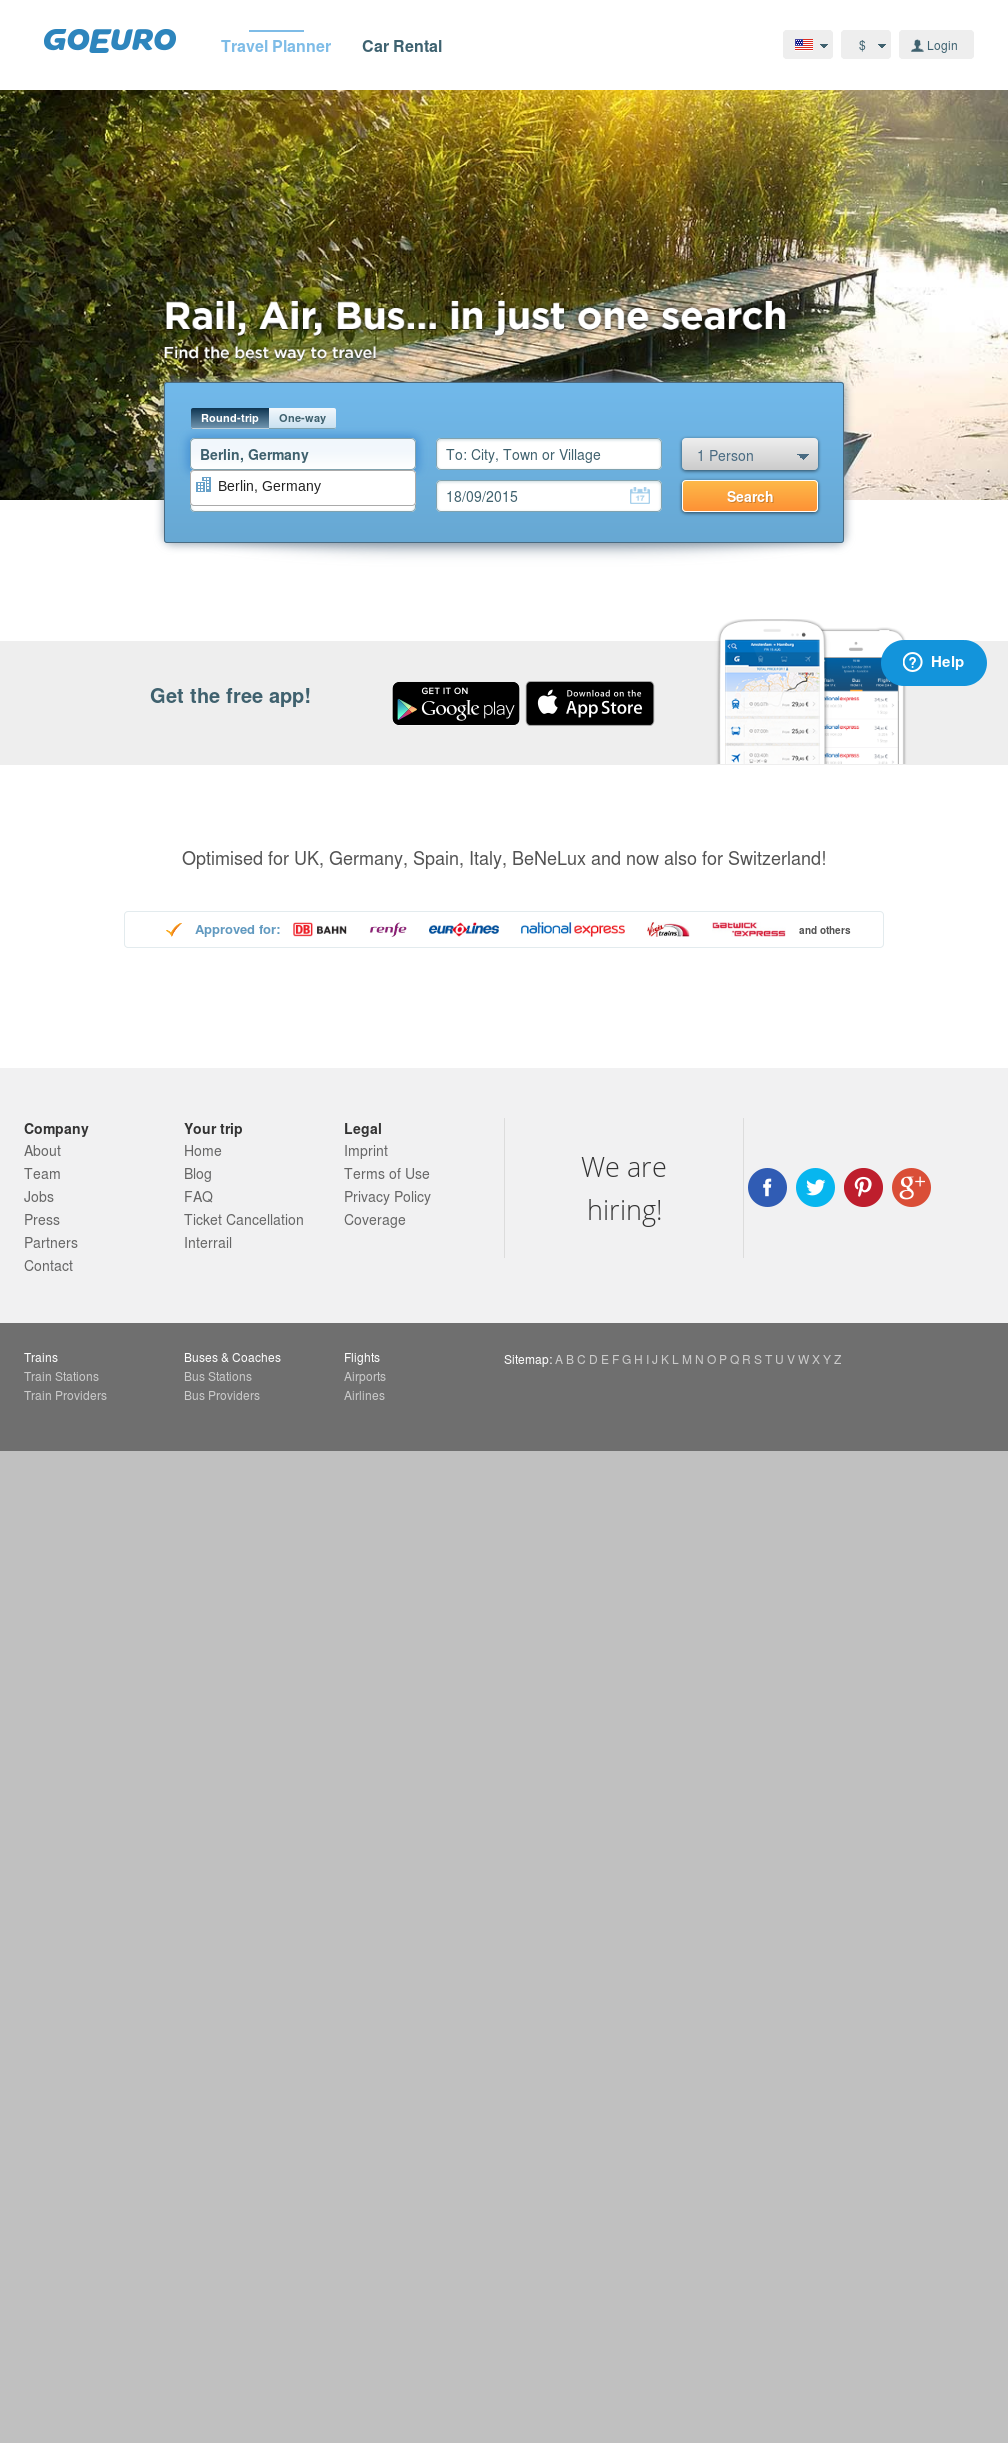 GOEURO
Travel Planner
Car Rental
$
Login
Rail, Air, Bus... in just one search
Find the best way to travel
Round-trip
One-way
Berlin, Germany
To: City, Town or Village
1 Person
Berlin, Germany
18/09/2015
17
Search
Get the free app!
GET IT ON
Google play
Download on the
App Store
Help
Optimised for UK, Germany, Spain, Italy, BeNeLux and now also for Switzerland!
Approved for:
DB BAHN
renfe
eurolines
national express
Virgin trains
GATWICK EXPRESS
and others
Company
About
Team
Jobs
Press
Partners
Contact
Your trip
Home
Blog
FAQ
Ticket Cancellation
Interrail
Legal
Imprint
Terms of Use
Privacy Policy
Coverage
We are
hiring!
Trains
Train Stations
Train Providers
Buses & Coaches
Bus Stations
Bus Providers
Flights
Airports
Airlines
Sitemap: A B C D E F G H I J K L M N O P Q R S T U V W X Y Z